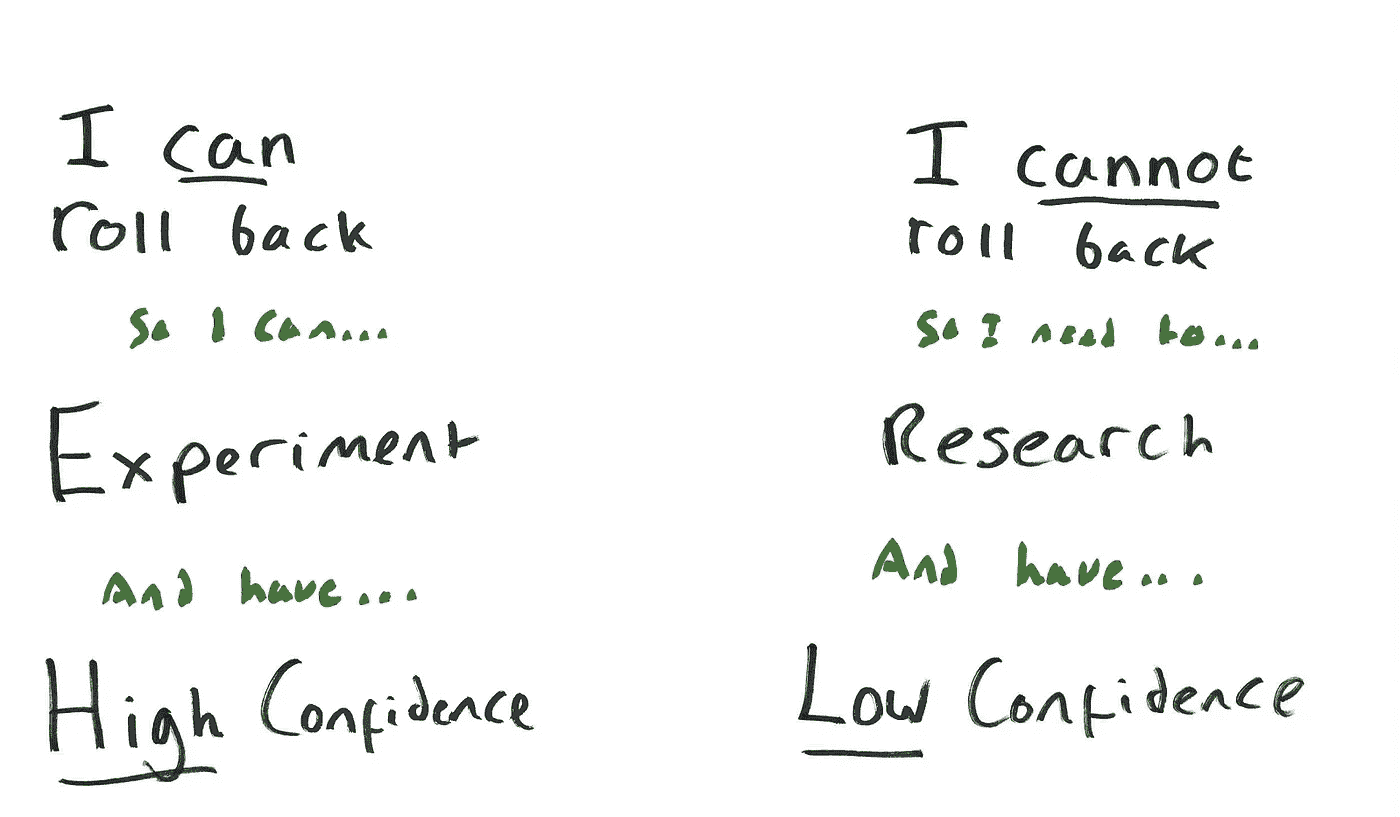 I can
roll back
So I can...
Experiment
And have...
High Confidence
I cannot
roll back
So I need to...
Research
And have...
Low Confidence